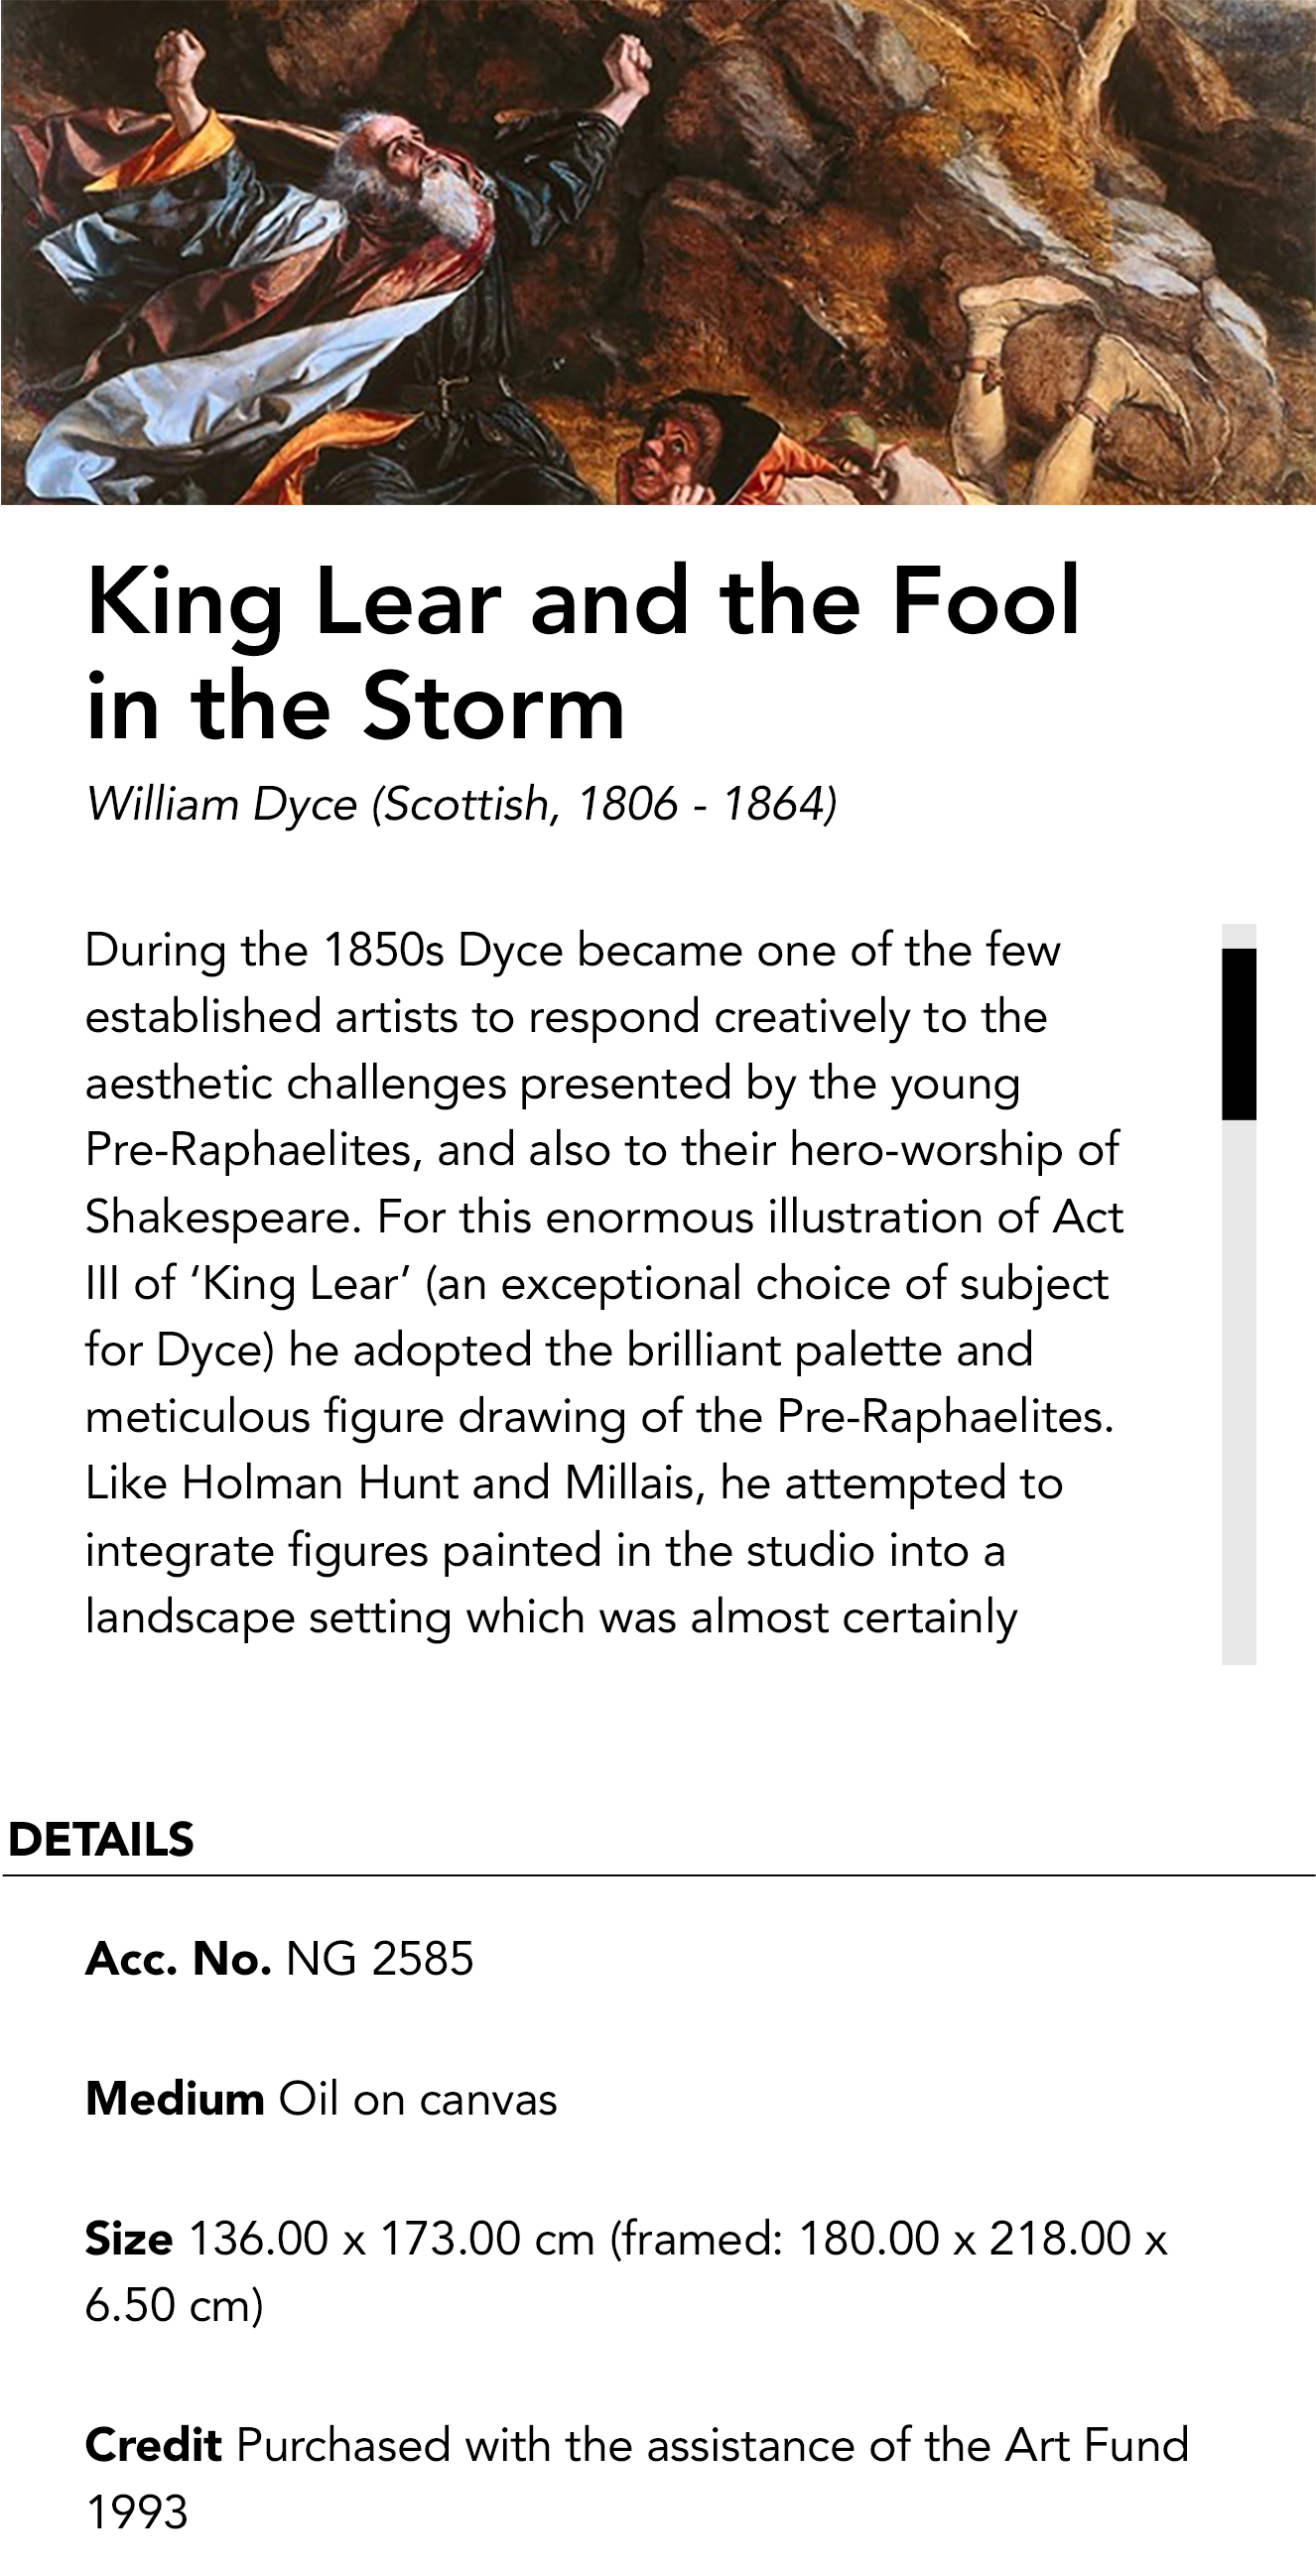 King Lear and the Fool
in the Storm
William Dyce (Scottish, 1806 - 1864)
During the 1850s Dyce became one of the few
established artists to respond creatively to the
aesthetic challenges presented by the young
Pre-Raphaelites, and also to their hero-worship of
Shakespeare. For this enormous illustration of Act
III of ‘King Lear’ (an exceptional choice of subject
for Dyce) he adopted the brilliant palette and
meticulous figure drawing of the Pre-Raphaelites.
Like Holman Hunt and Millais, he attempted to
integrate figures painted in the studio into a
landscape setting which was almost certainly
DETAILS
Acc. No. NG 2585
Medium Oil on canvas
Size 136.00 x 173.00 cm (framed: 180.00 x 218.00 x
6.50 cm)
Credit Purchased with the assistance of the Art Fund
1993